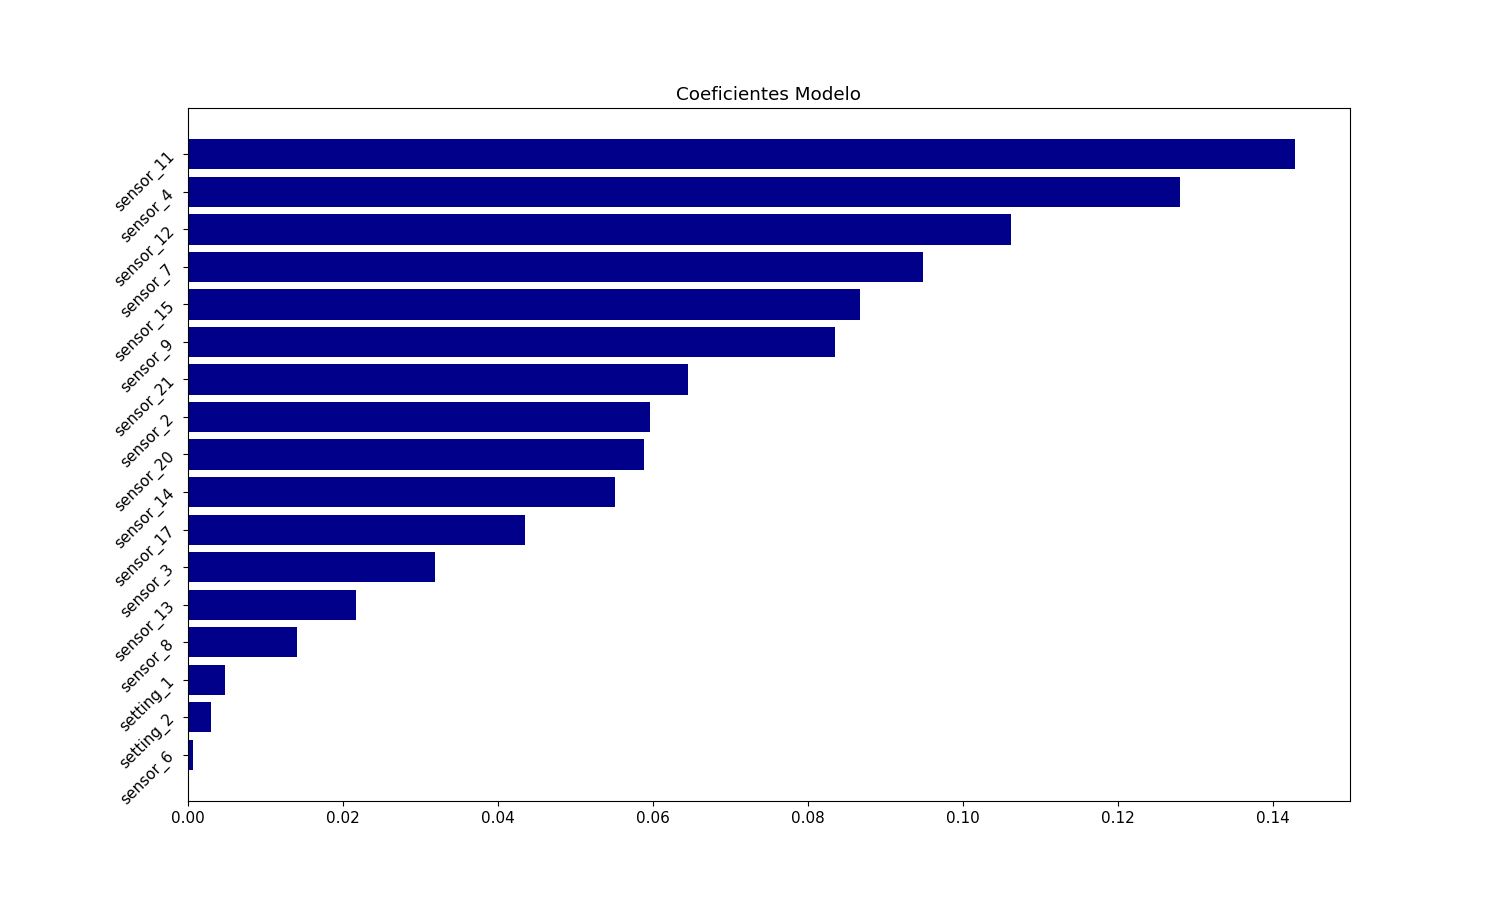 Coeficientes Modelo
sensor_11
sensor_4
sensor_12
sensor_7
sensor_15
sensor_9
sensor_21
sensor_2
sensor_20
sensor_14
sensor_17
sensor_3
sensor_13
sensor_8
setting_1
setting_2
sensor_6
0.00 0.02 0.04 0.06 0.08 0.10 0.12 0.14